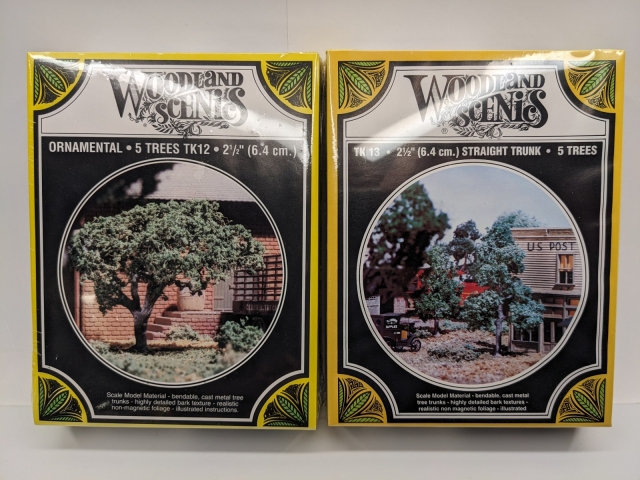 WOODLAND
SCENICS
ORNAMENTAL • 5 TREES TK12 • 2½" (6.4 cm.)
Scale Model Material - bendable, cast metal tree
trunks - highly detailed bark texture - realistic
non-magnetic foliage - illustrated instructions.
WOODLAND
SCENICS
TK 13 • 2½" (6.4 cm.) STRAIGHT TRUNK • 5 TREES
U.S. POST
Scale Model Material - bendable, cast metal
tree trunks - highly detailed bark textures -
realistic non magnetic foliage - illustrated